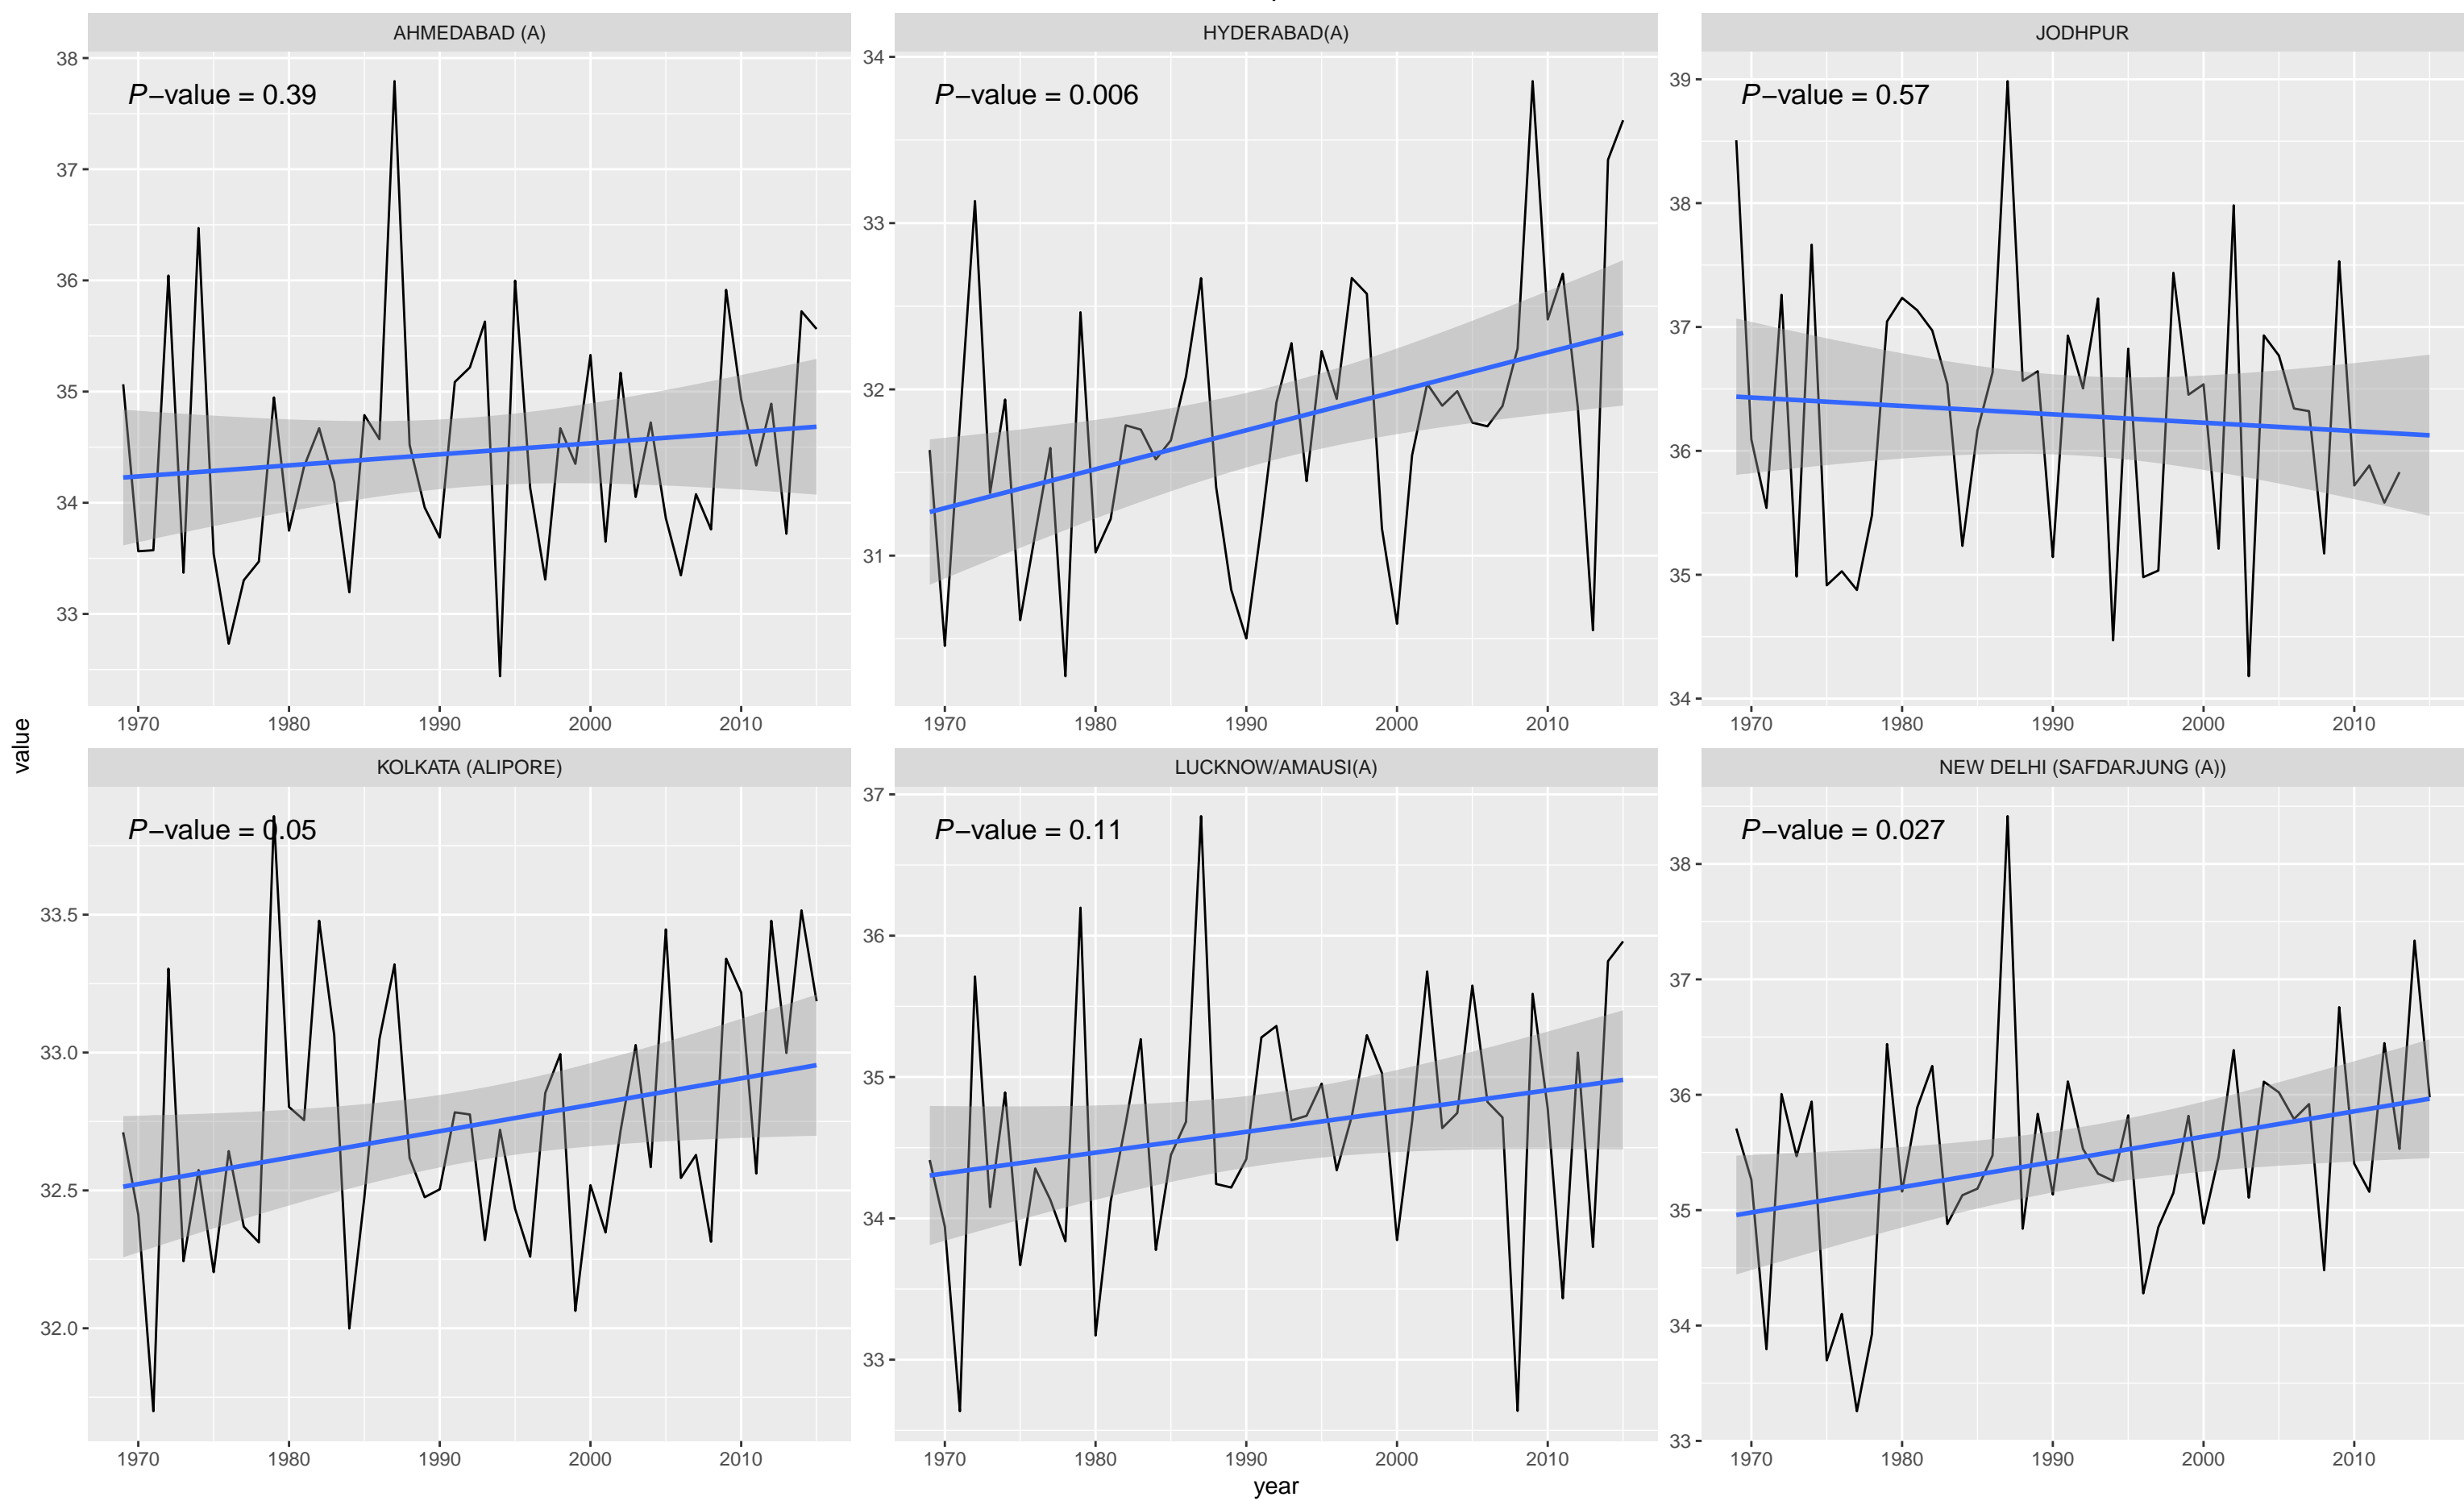 AHMEDABAD (A)
HYDERABAD(A)
JODHPUR
P−value = 0.39
P−value = 0.006
P−value = 0.57
38
37
36
35
34
33
34
33
32
31
39
38
37
36
35
34
1970 1980 1990 2000 2010
1970 1980 1990 2000 2010
1970 1980 1990 2000 2010
value
KOLKATA (ALIPORE)
LUCKNOW/AMAUSI(A)
NEW DELHI (SAFDARJUNG (A))
P−value = 0.05
P−value = 0.11
P−value = 0.027
33.5
33.0
32.5
32.0
37
36
35
34
33
38
37
36
35
34
33
1970 1980 1990 2000 2010
1970 1980 1990 2000 2010
1970 1980 1990 2000 2010
year